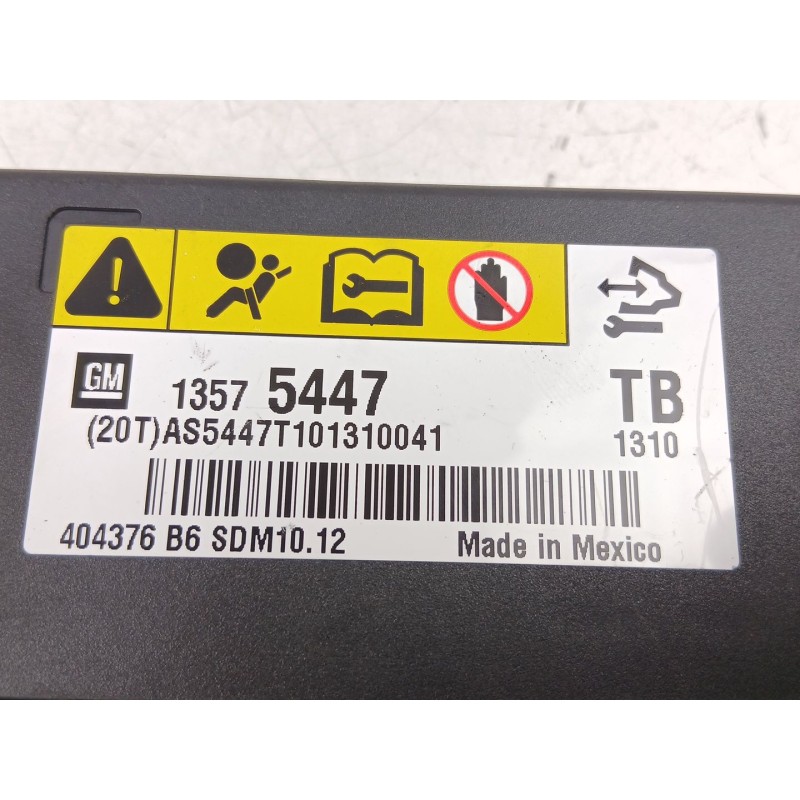 GM 1357 5447 TB
(20T)AS5447T101310041 1310
404376 B6 SDM10.12 Made in Mexico